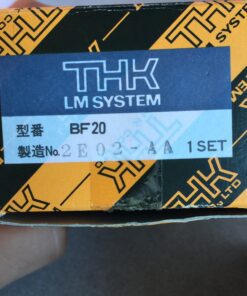 THK
LM SYSTEM
型番 BF20
製造No. 2E02-AA 1SET